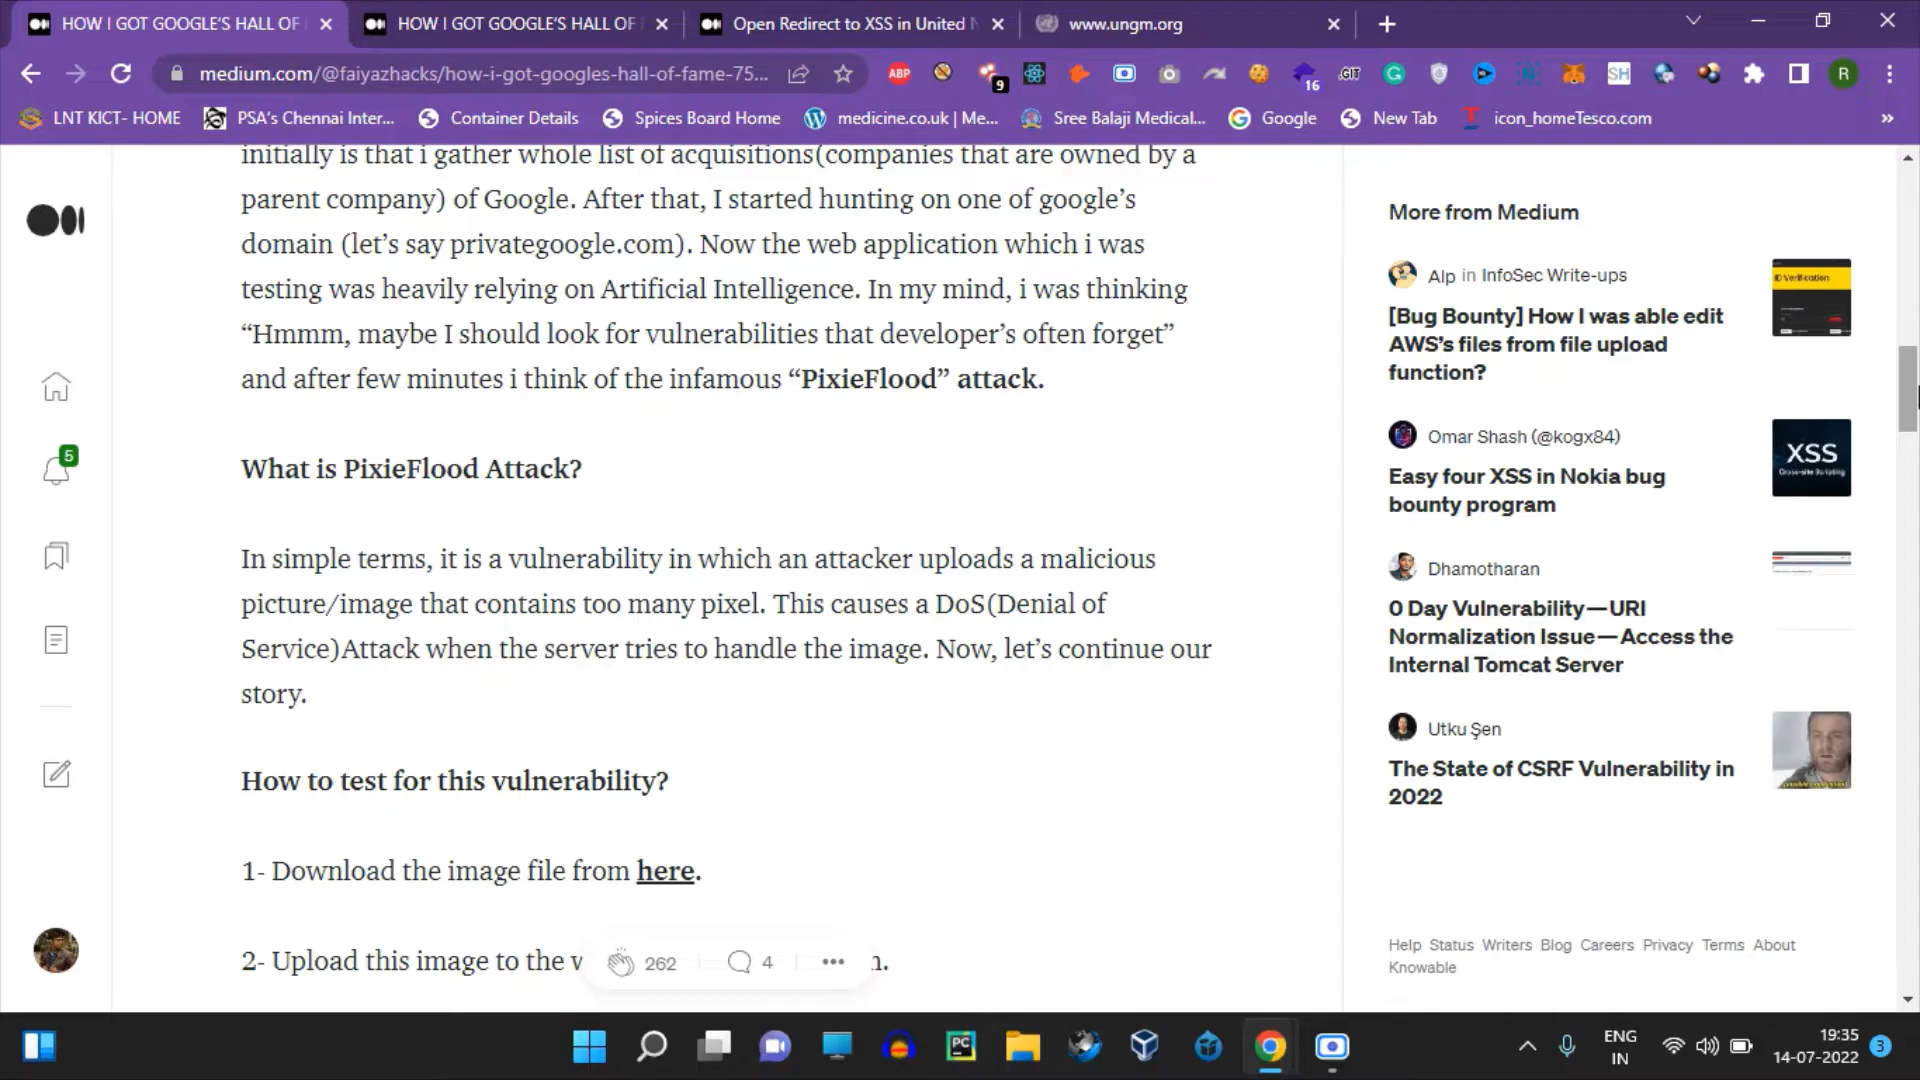 HOW I GOT GOOGLE'S HALL OF
HOW I GOT GOOGLE'S HALL OF
Open Redirect to XSS in United
www.ungm.org
medium.com/@faiyazhacks/how-i-got-googles-hall-of-fame-75...
ABP
9
16
.GIT
SH
R
LNT KICT- HOME
PSA's Chennai Inter...
Container Details
Spices Board Home
medicine.co.uk | Me...
Sree Balaji Medical...
Google
New Tab
icon_homeTesco.com
»
initially is that i gather whole list of acquisitions(companies that are owned by a
parent company) of Google. After that, I started hunting on one of google's
domain (let's say privategoogle.com). Now the web application which i was
testing was heavily relying on Artificial Intelligence. In my mind, i was thinking
“Hmmm, maybe I should look for vulnerabilities that developer's often forget”
and after few minutes i think of the infamous “PixieFlood” attack.
What is PixieFlood Attack?
In simple terms, it is a vulnerability in which an attacker uploads a malicious
picture/image that contains too many pixel. This causes a DoS(Denial of
Service)Attack when the server tries to handle the image. Now, let's continue our
story.
How to test for this vulnerability?
1- Download the image file from here.
2- Upload this image to the
n.
262
4
5
More from Medium
Alp in InfoSec Write-ups
[Bug Bounty] How I was able edit
AWS's files from file upload
function?
ID Verification
Omar Shash (@kogx84)
Easy four XSS in Nokia bug
bounty program
XSS
Cross-site Scripting
Dhamotharan
0 Day Vulnerability—URI
Normalization Issue—Access the
Internal Tomcat Server
Utku Şen
The State of CSRF Vulnerability in
2022
Help Status Writers Blog Careers Privacy Terms About
Knowable
PC
ENG
IN
19:35
14-07-2022
3